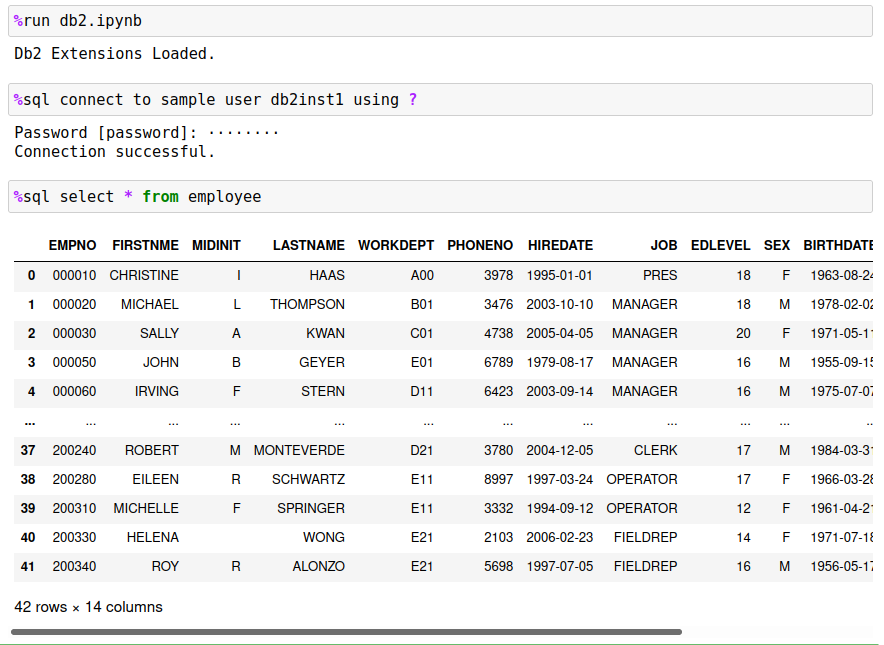 %run db2.ipynb
Db2 Extensions Loaded.
%sql connect to sample user db2inst1 using ?
Password [password]: ········
Connection successful.
%sql select * from employee
EMPNO FIRSTNME MIDINIT LASTNAME WORKDEPT PHONENO HIREDATE JOB EDLEVEL SEX BIRTHDATE
0 000010 CHRISTINE I HAAS A00 3978 1995-01-01 PRES 18 F 1963-08-24
1 000020 MICHAEL L THOMPSON B01 3476 2003-10-10 MANAGER 18 M 1978-02-02
2 000030 SALLY A KWAN C01 4738 2005-04-05 MANAGER 20 F 1971-05-11
3 000050 JOHN B GEYER E01 6789 1979-08-17 MANAGER 16 M 1955-09-15
4 000060 IRVING F STERN D11 6423 2003-09-14 MANAGER 16 M 1975-07-07
... ... ... ... ... ... ... ... ... ... ... ..
37 200240 ROBERT M MONTEVERDE D21 3780 2004-12-05 CLERK 17 M 1984-03-31
38 200280 EILEEN R SCHWARTZ E11 8997 1997-03-24 OPERATOR 17 F 1966-03-28
39 200310 MICHELLE F SPRINGER E11 3332 1994-09-12 OPERATOR 12 F 1961-04-21
40 200330 HELENA WONG E21 2103 2006-02-23 FIELDREP 14 F 1971-07-18
41 200340 ROY R ALONZO E21 5698 1997-07-05 FIELDREP 16 M 1956-05-17
42 rows × 14 columns